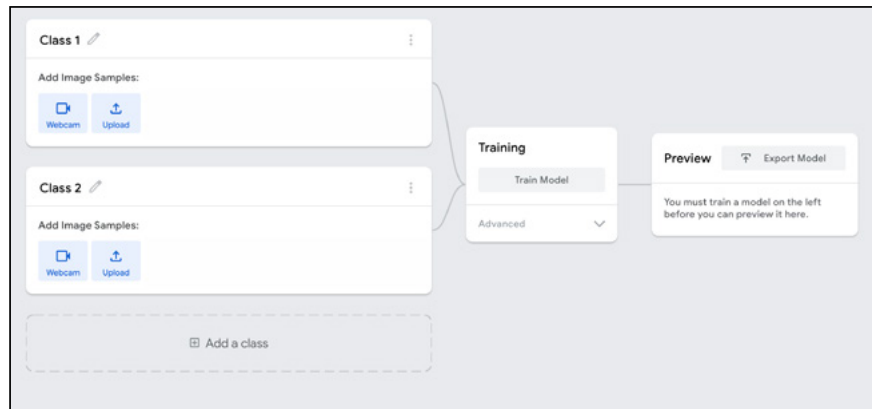 Class 1
Add Image Samples:
Webcam
Upload
Class 2
Add Image Samples:
Webcam
Upload
Add a class
Training
Train Model
Advanced
Preview
Export Model
You must train a model on the left
before you can preview it here.